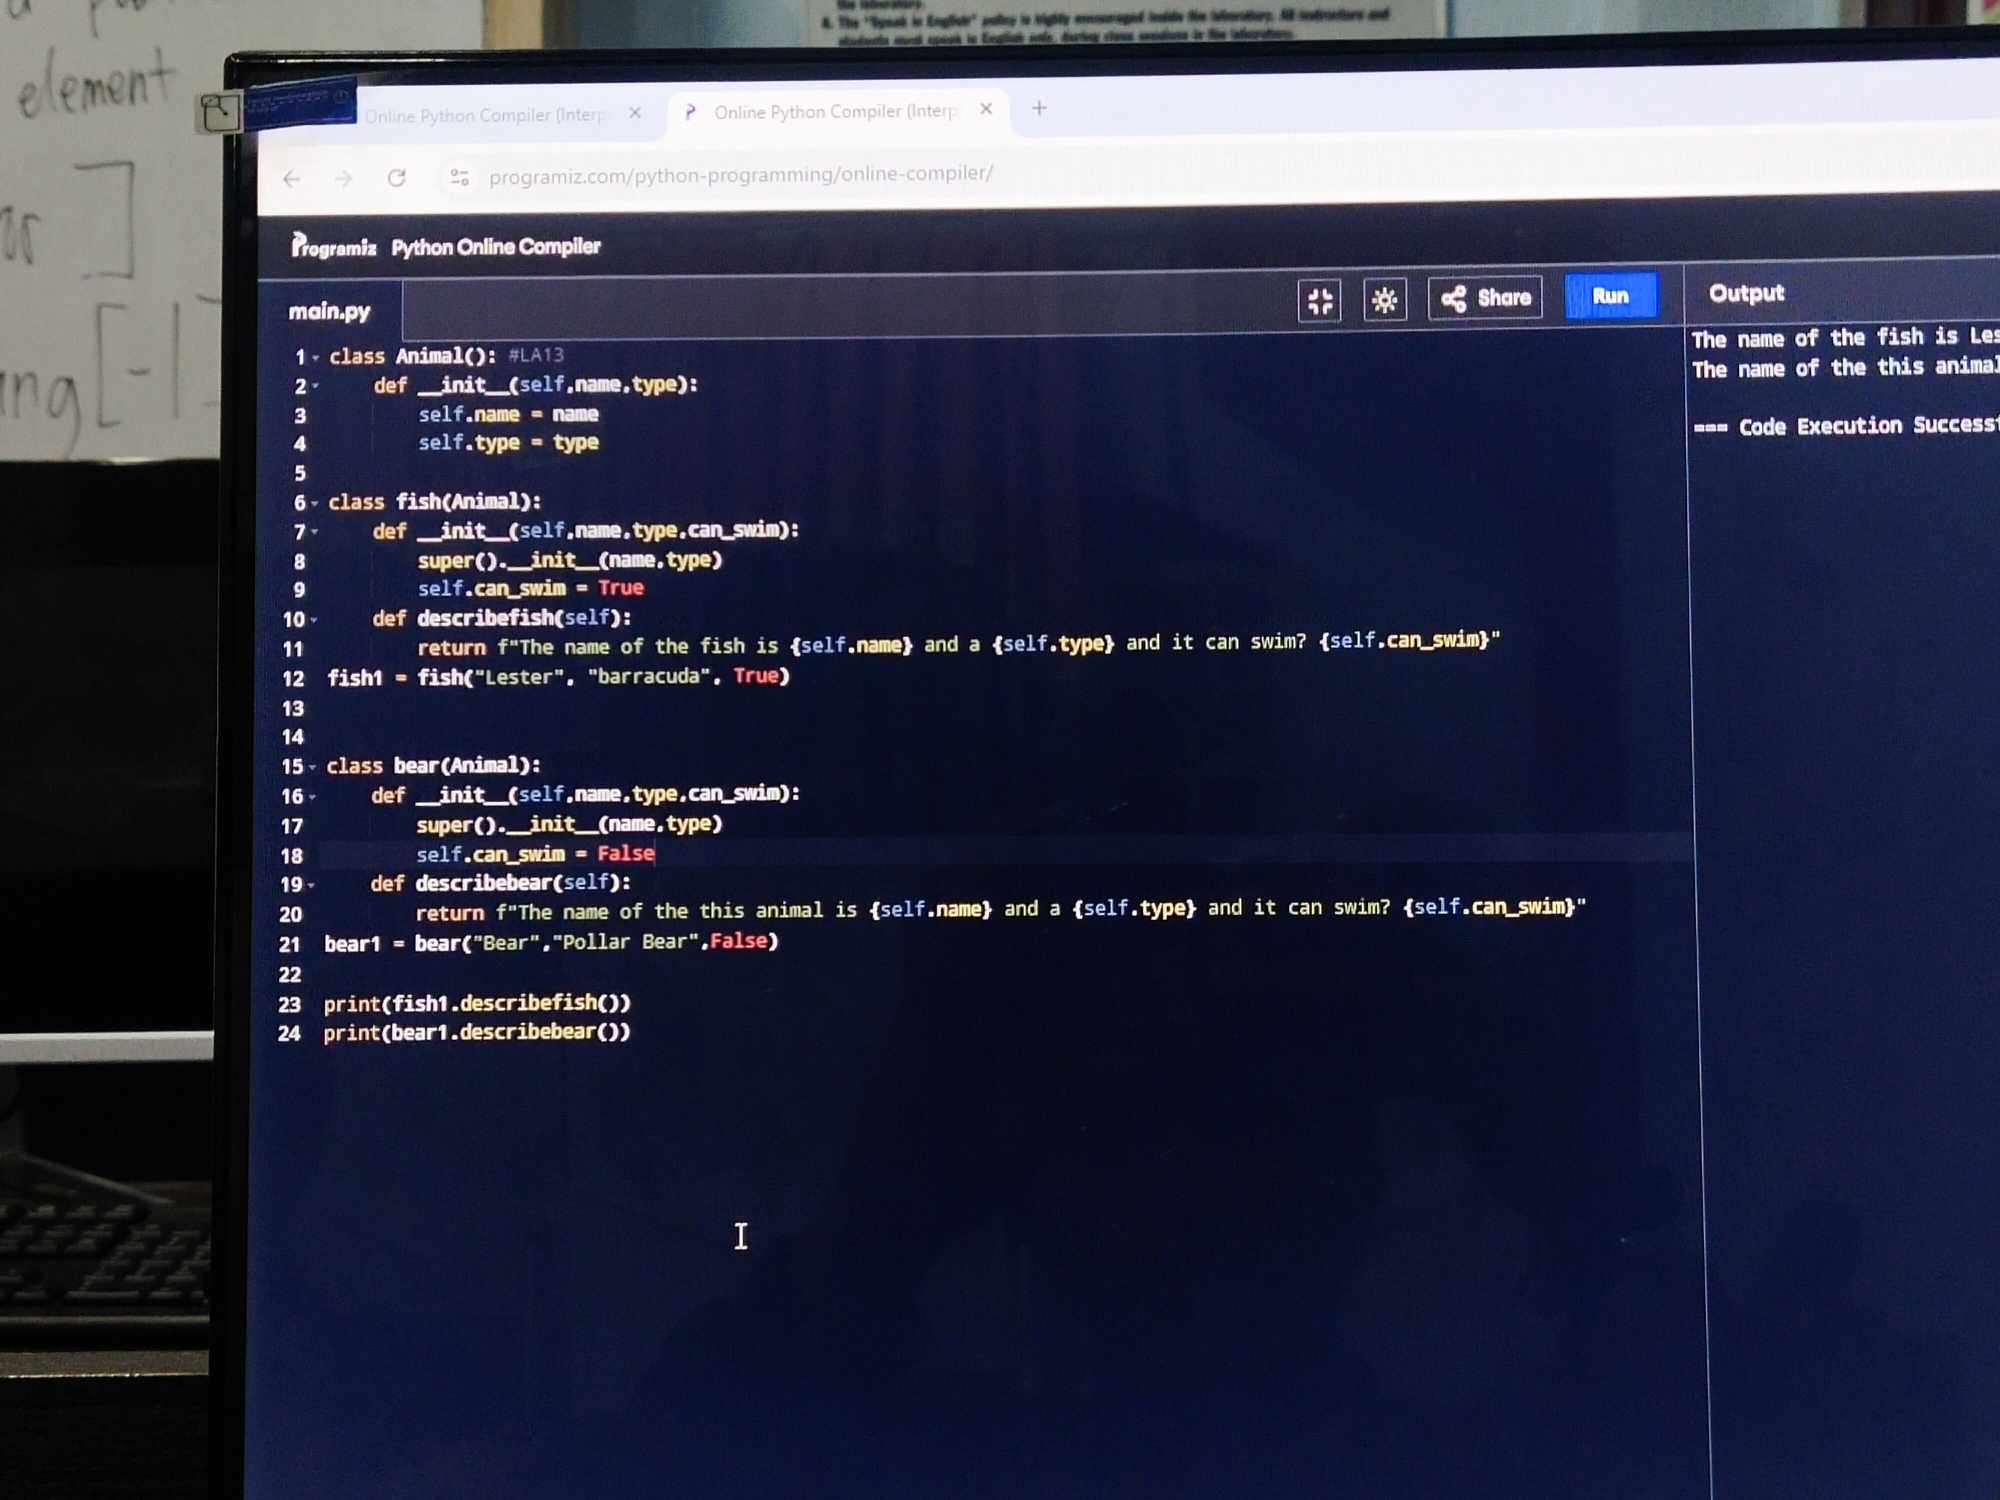 element
or ]
ng[-1]
the laboratory.
8. The "Speak in English" policy is highly encouraged inside the laboratory. All instructors and
students must speak in English only, during class sessions in the laboratory.
Online Python Compiler (Interp
Online Python Compiler (Interp
programiz.com/python-programming/online-compiler/
Programiz Python Online Compiler
main.py
Share
Run
Output
1 class Animal(): #LA13
2 def __init__(self,name,type):
3 self.name = name
4 self.type = type
5
6 class fish(Animal):
7 def __init__(self,name,type,can_swim):
8 super().__init__(name,type)
9 self.can_swim = True
10 def describefish(self):
11 return f"The name of the fish is {self.name} and a {self.type} and it can swim? {self.can_swim}"
12 fish1 = fish("Lester", "barracuda", True)
13
14
15 class bear(Animal):
16 def __init__(self,name,type,can_swim):
17 super().__init__(name,type)
18 self.can_swim = False
19 def describebear(self):
20 return f"The name of the this animal is {self.name} and a {self.type} and it can swim? {self.can_swim}"
21 bear1 = bear("Bear","Pollar Bear",False)
22
23 print(fish1.describefish())
24 print(bear1.describebear())
The name of the fish is Les
The name of the this animal
=== Code Execution Success